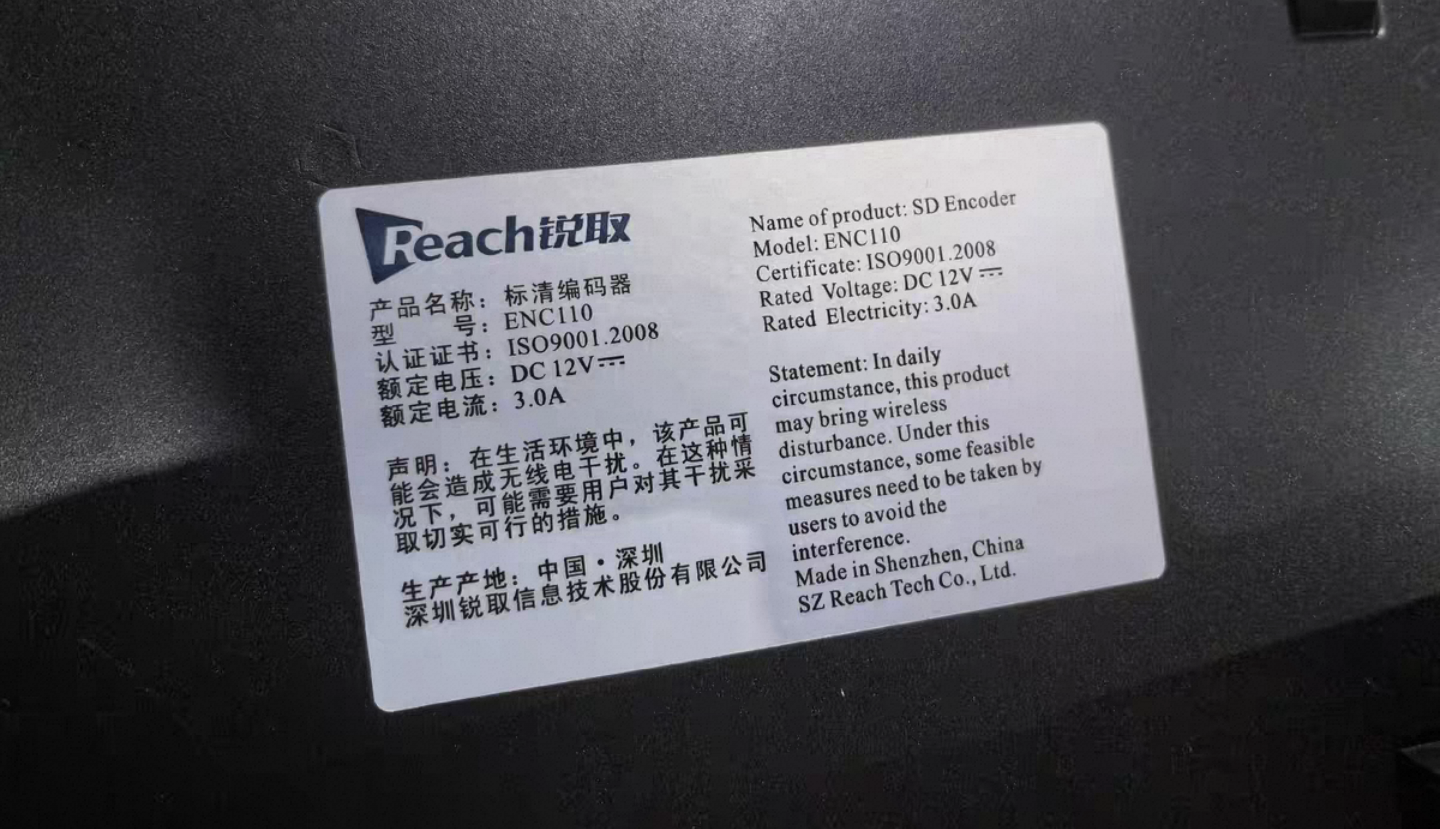 Reach锐取
产品名称：标清编码器
型 号：ENC110
认证证书：ISO9001.2008
额定电压：DC 12V⎓
额定电流：3.0A
声明：在生活环境中，该产品可
能会造成无线电干扰。在这种情
况下，可能需要用户对其干扰采
取切实可行的措施。
生产产地：中国·深圳
深圳锐取信息技术股份有限公司
Name of product: SD Encoder
Model: ENC110
Certificate: ISO9001.2008
Rated Voltage: DC 12V⎓
Rated Electricity: 3.0A
Statement: In daily
circumstance, this product
may bring wireless
disturbance. Under this
circumstance, some feasible
measures need to be taken by
users to avoid the
interference.
Made in Shenzhen, China
SZ Reach Tech Co., Ltd.